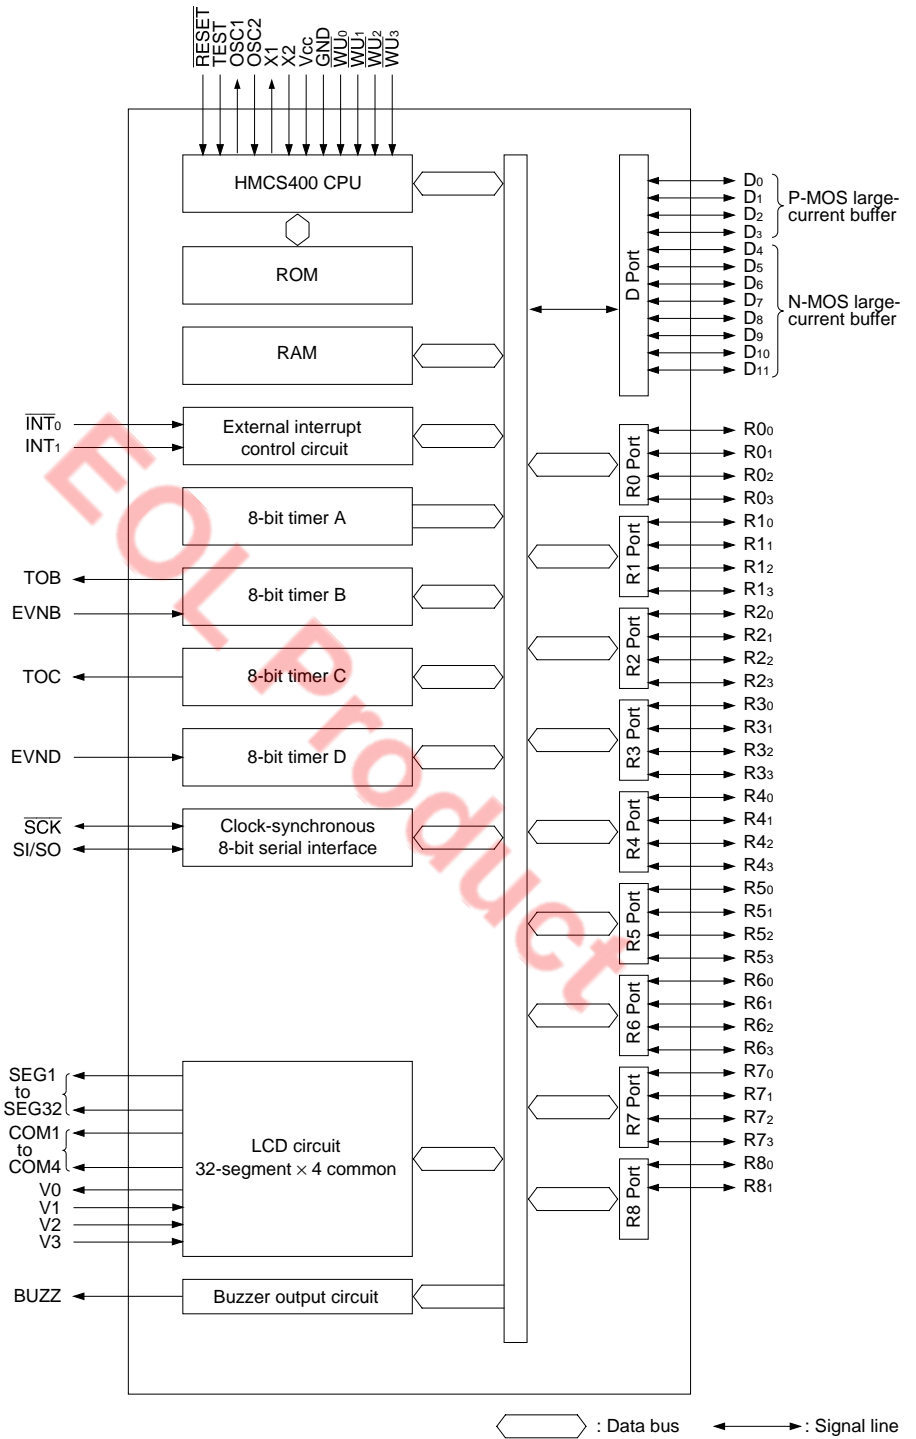 RESET
TEST
OSC1
OSC2
X1
X2
Vcc
GND
WU0
WU1
WU2
WU3
HMCS400 CPU
ROM
RAM
INT0
INT1
External interrupt
control circuit
8-bit timer A
TOB
EVNB
8-bit timer B
TOC
8-bit timer C
EVND
8-bit timer D
SCK
SI/SO
Clock-synchronous
8-bit serial interface
SEG1
to
SEG32
COM1
to
COM4
V0
V1
V2
V3
LCD circuit
32-segment × 4 common
BUZZ
Buzzer output circuit
D Port
D0
D1
D2
D3
D4
D5
D6
D7
D8
D9
D10
D11
P-MOS large-
current buffer
N-MOS large-
current buffer
R0 Port
R00
R01
R02
R03
R1 Port
R10
R11
R12
R13
R2 Port
R20
R21
R22
R23
R3 Port
R30
R31
R32
R33
R4 Port
R40
R41
R42
R43
R5 Port
R50
R51
R52
R53
R6 Port
R60
R61
R62
R63
R7 Port
R70
R71
R72
R73
R8 Port
R80
R81
: Data bus
: Signal line
EOL Product